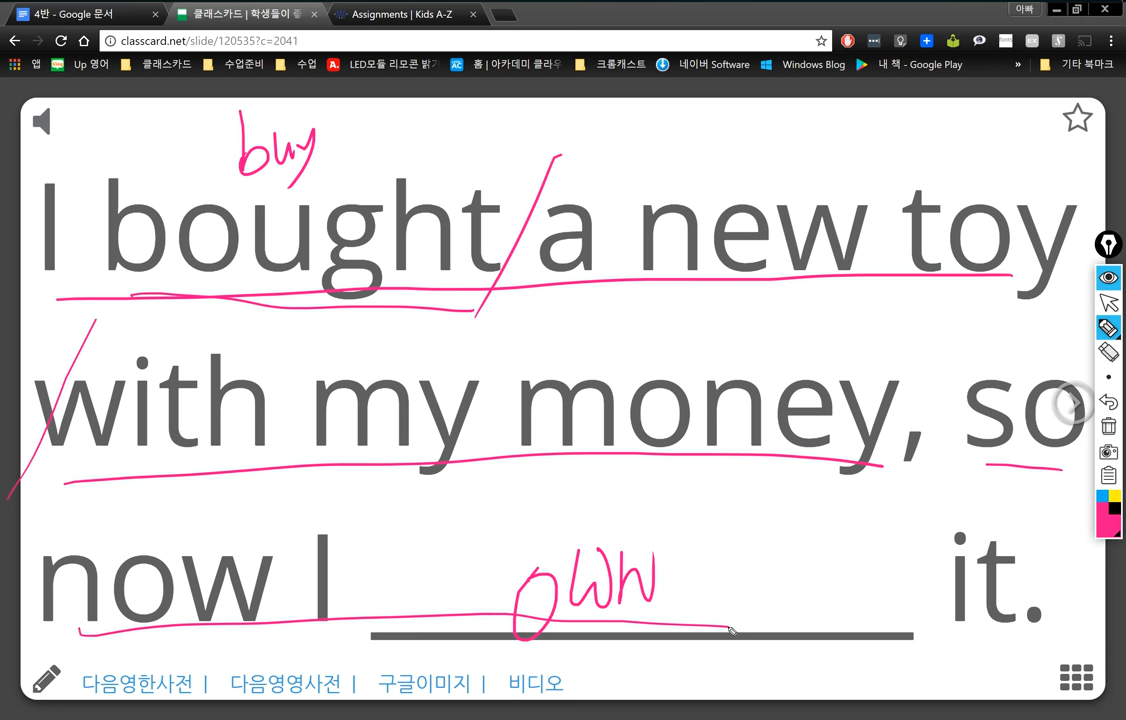 4반 - Google 문서
클래스카드 | 학생들이 좋
Assignments | Kids A-Z
아빠
classcard.net/slide/120535?c=2041
앱 Up 영어 클래스카드 수업준비 수업 LED모듈 리모콘 밝기 AC 홈 | 아카데미 클라우 크롬캐스트 네이버 Software Windows Blog 내 책 - Google Play » 기타 북마크
buy
I bought a new toy
with my money, so
now I own it.
다음영한사전 | 다음영영사전 | 구글이미지 | 비디오